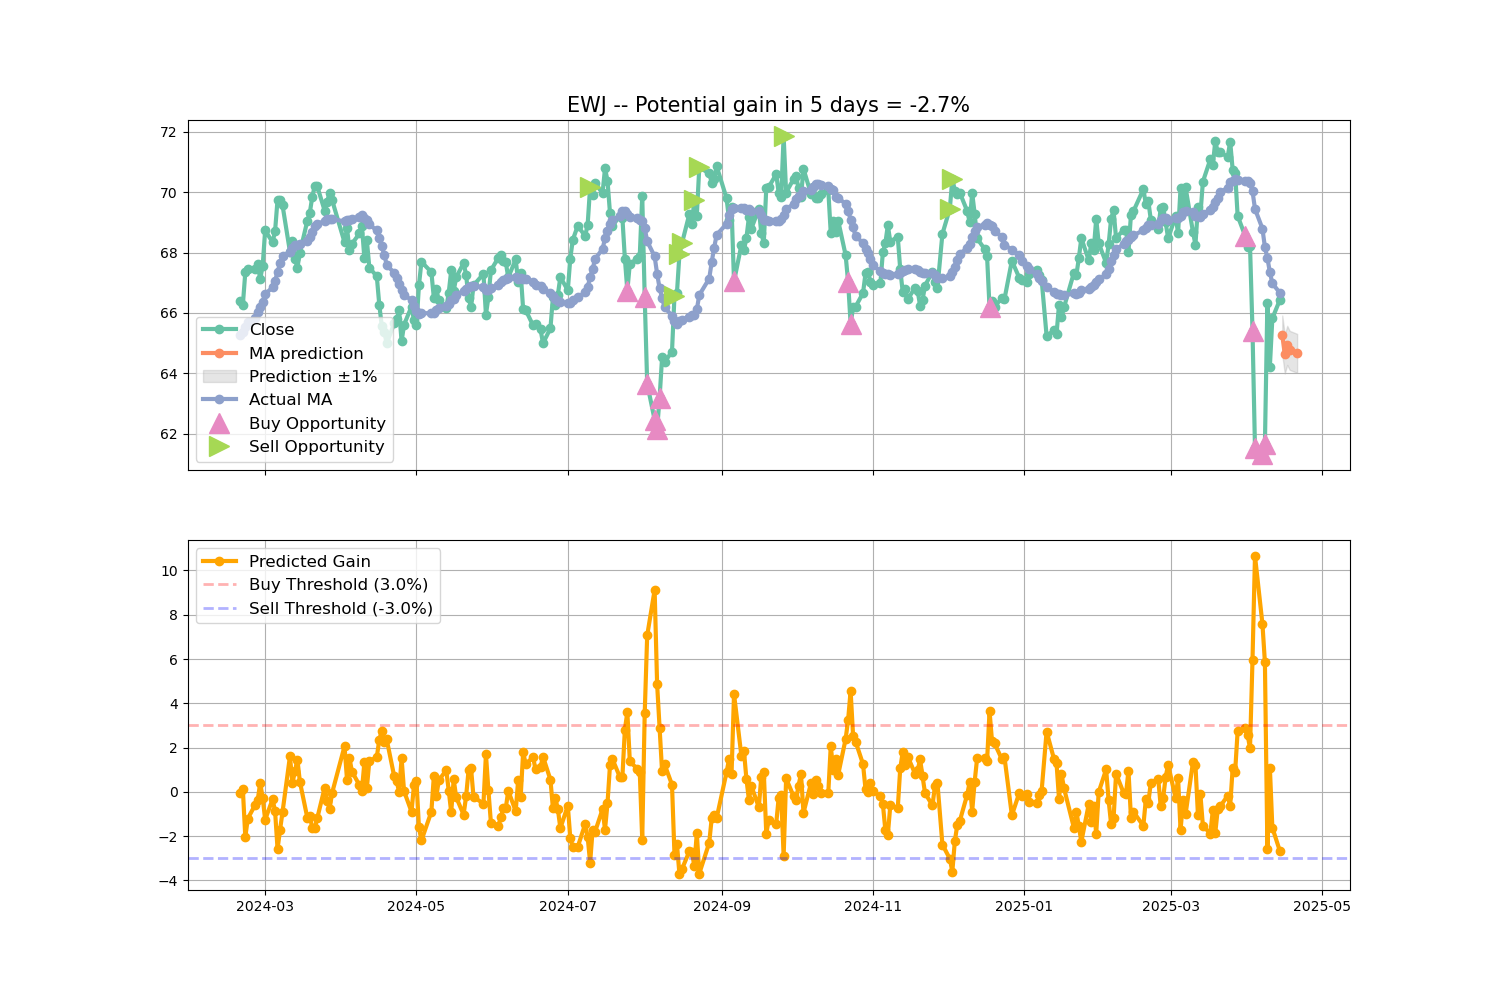 EWJ -- Potential gain in 5 days = -2.7%
72
70
68
66
64
62
Close
MA prediction
Prediction ±1%
Actual MA
Buy Opportunity
Sell Opportunity
10
8
6
4
2
0
−2
−4
Predicted Gain
Buy Threshold (3.0%)
Sell Threshold (-3.0%)
2024-03 2024-05 2024-07 2024-09 2024-11 2025-01 2025-03 2025-05